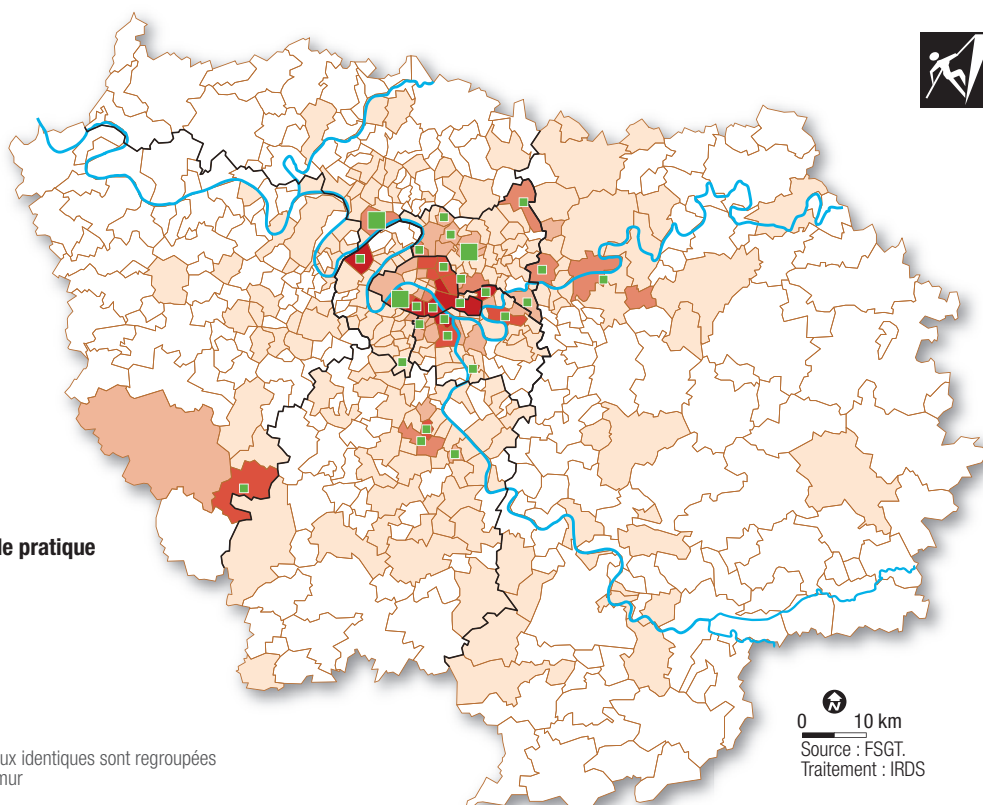 le pratique
N
0 10 km
Source : FSGT.
Traitement : IRDS
ux identiques sont regroupées
mur